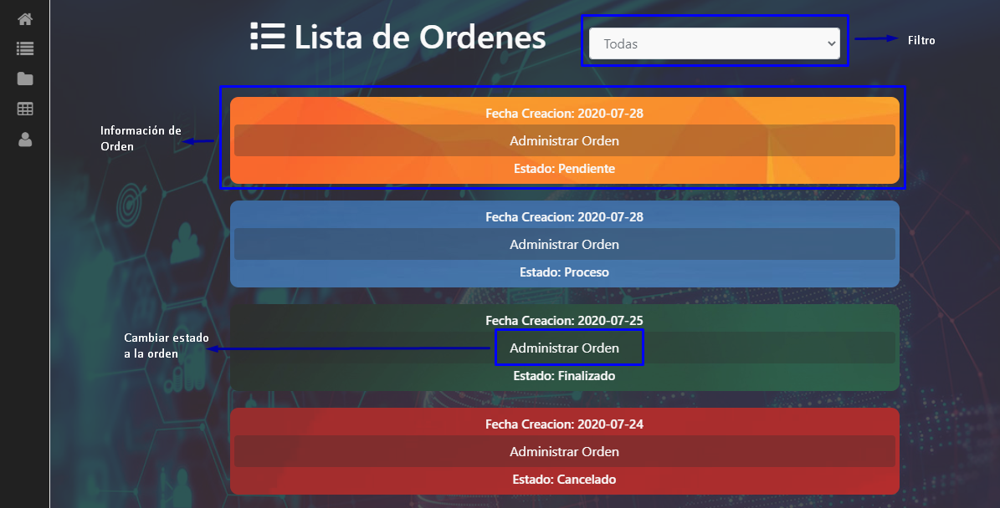 Lista de Ordenes
Todas
Filtro
Fecha Creacion: 2020-07-28
Información de
Orden
Administrar Orden
Estado: Pendiente
Fecha Creacion: 2020-07-28
Administrar Orden
Estado: Proceso
Fecha Creacion: 2020-07-25
Cambiar estado
a la orden
Administrar Orden
Estado: Finalizado
Fecha Creacion: 2020-07-24
Administrar Orden
Estado: Cancelado